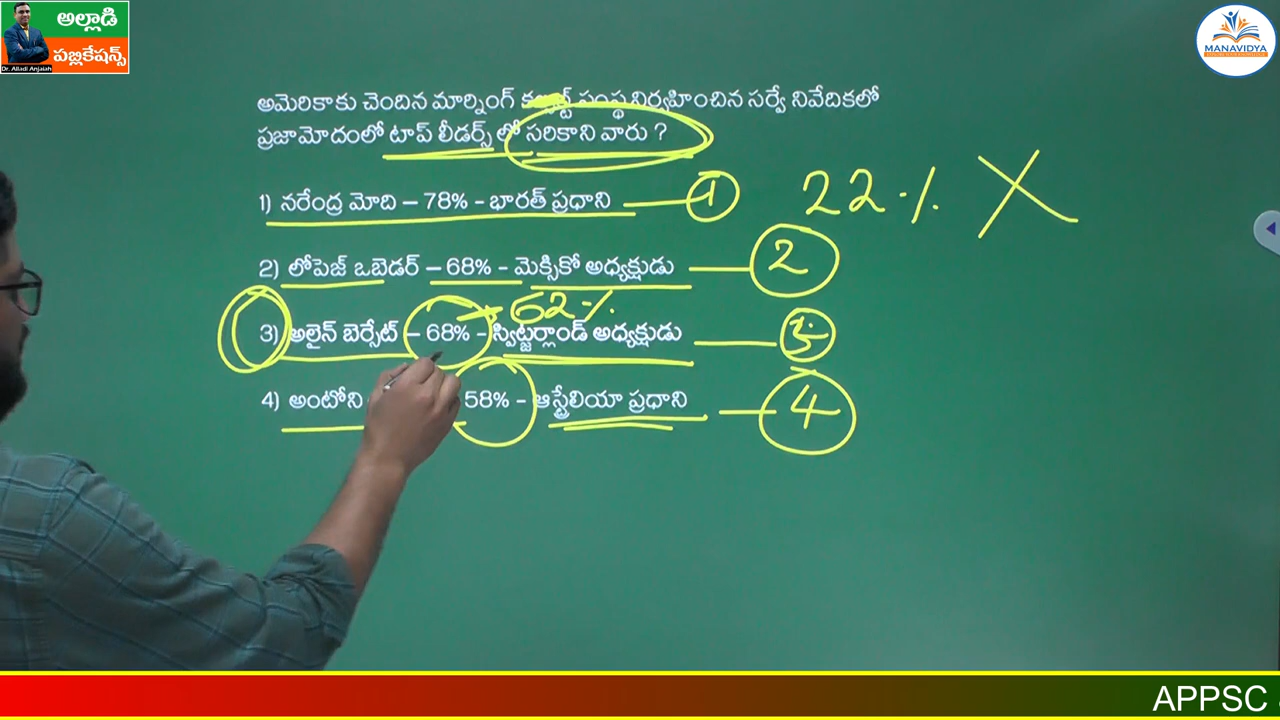 అల్లాడి
పబ్లికేషన్స్
Dr. Alladi Anjaiah
MANAVIDYA
అమెరికాకు చెందిన మార్నింగ్ సంస్థ నిర్వహించిన సర్వే నివేదికలో
ప్రజామోదంలో టాప్ లీడర్స్ లో సరికాని వారు ?
1) నరేంద్ర మోది – 78% - భారత్ ప్రధాని 1 22%
2) లోపెజ్ ఒబెడర్ – 68% - మెక్సికో అధ్యక్షుడు 2
62%
3) అలైన్ బెర్సేట్ – 68% - స్విట్జర్లాండ్ అధ్యక్షుడు 3
4) అంటోని 58% - ఆస్ట్రేలియా ప్రధాని 4
APPSC